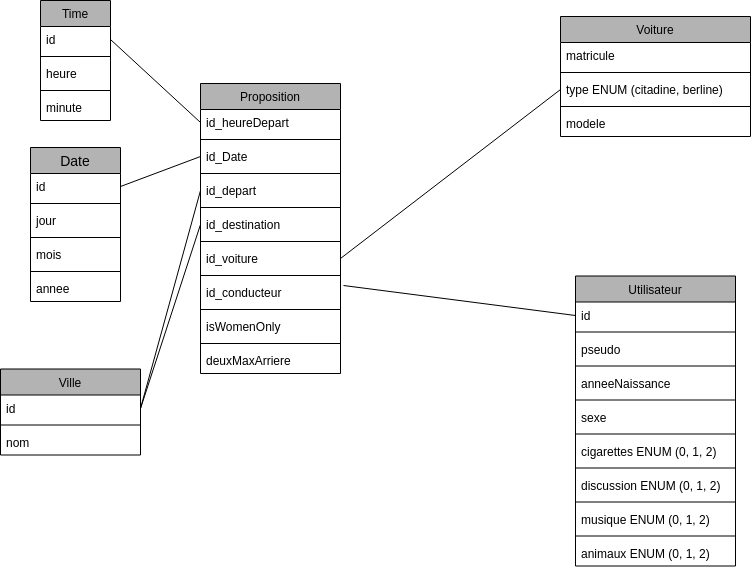 Time
id
heure
minute
Date
id
jour
mois
annee
Ville
id
nom
Proposition
id_heureDepart
id_Date
id_depart
id_destination
id_voiture
id_conducteur
isWomenOnly
deuxMaxArriere
Voiture
matricule
type ENUM (citadine, berline)
modele
Utilisateur
id
pseudo
anneeNaissance
sexe
cigarettes ENUM (0, 1, 2)
discussion ENUM (0, 1, 2)
musique ENUM (0, 1, 2)
animaux ENUM (0, 1, 2)